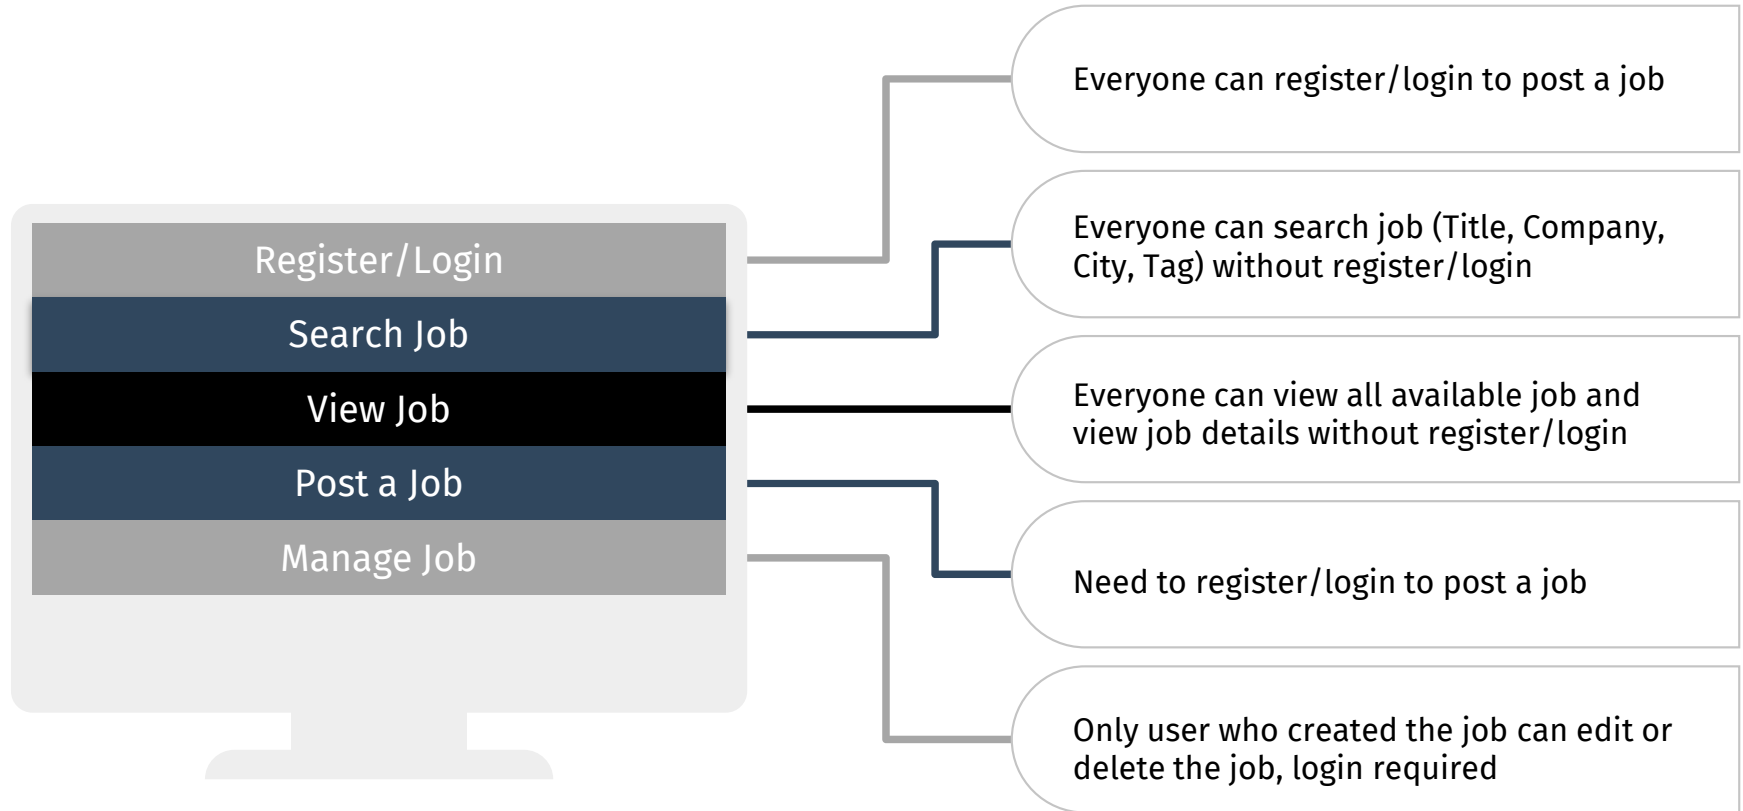 Register/Login
Search Job
View Job
Post a Job
Manage Job
Everyone can register/login to post a job
Everyone can search job (Title, Company,
City, Tag) without register/login
Everyone can view all available job and
view job details without register/login
Need to register/login to post a job
Only user who created the job can edit or
delete the job, login required